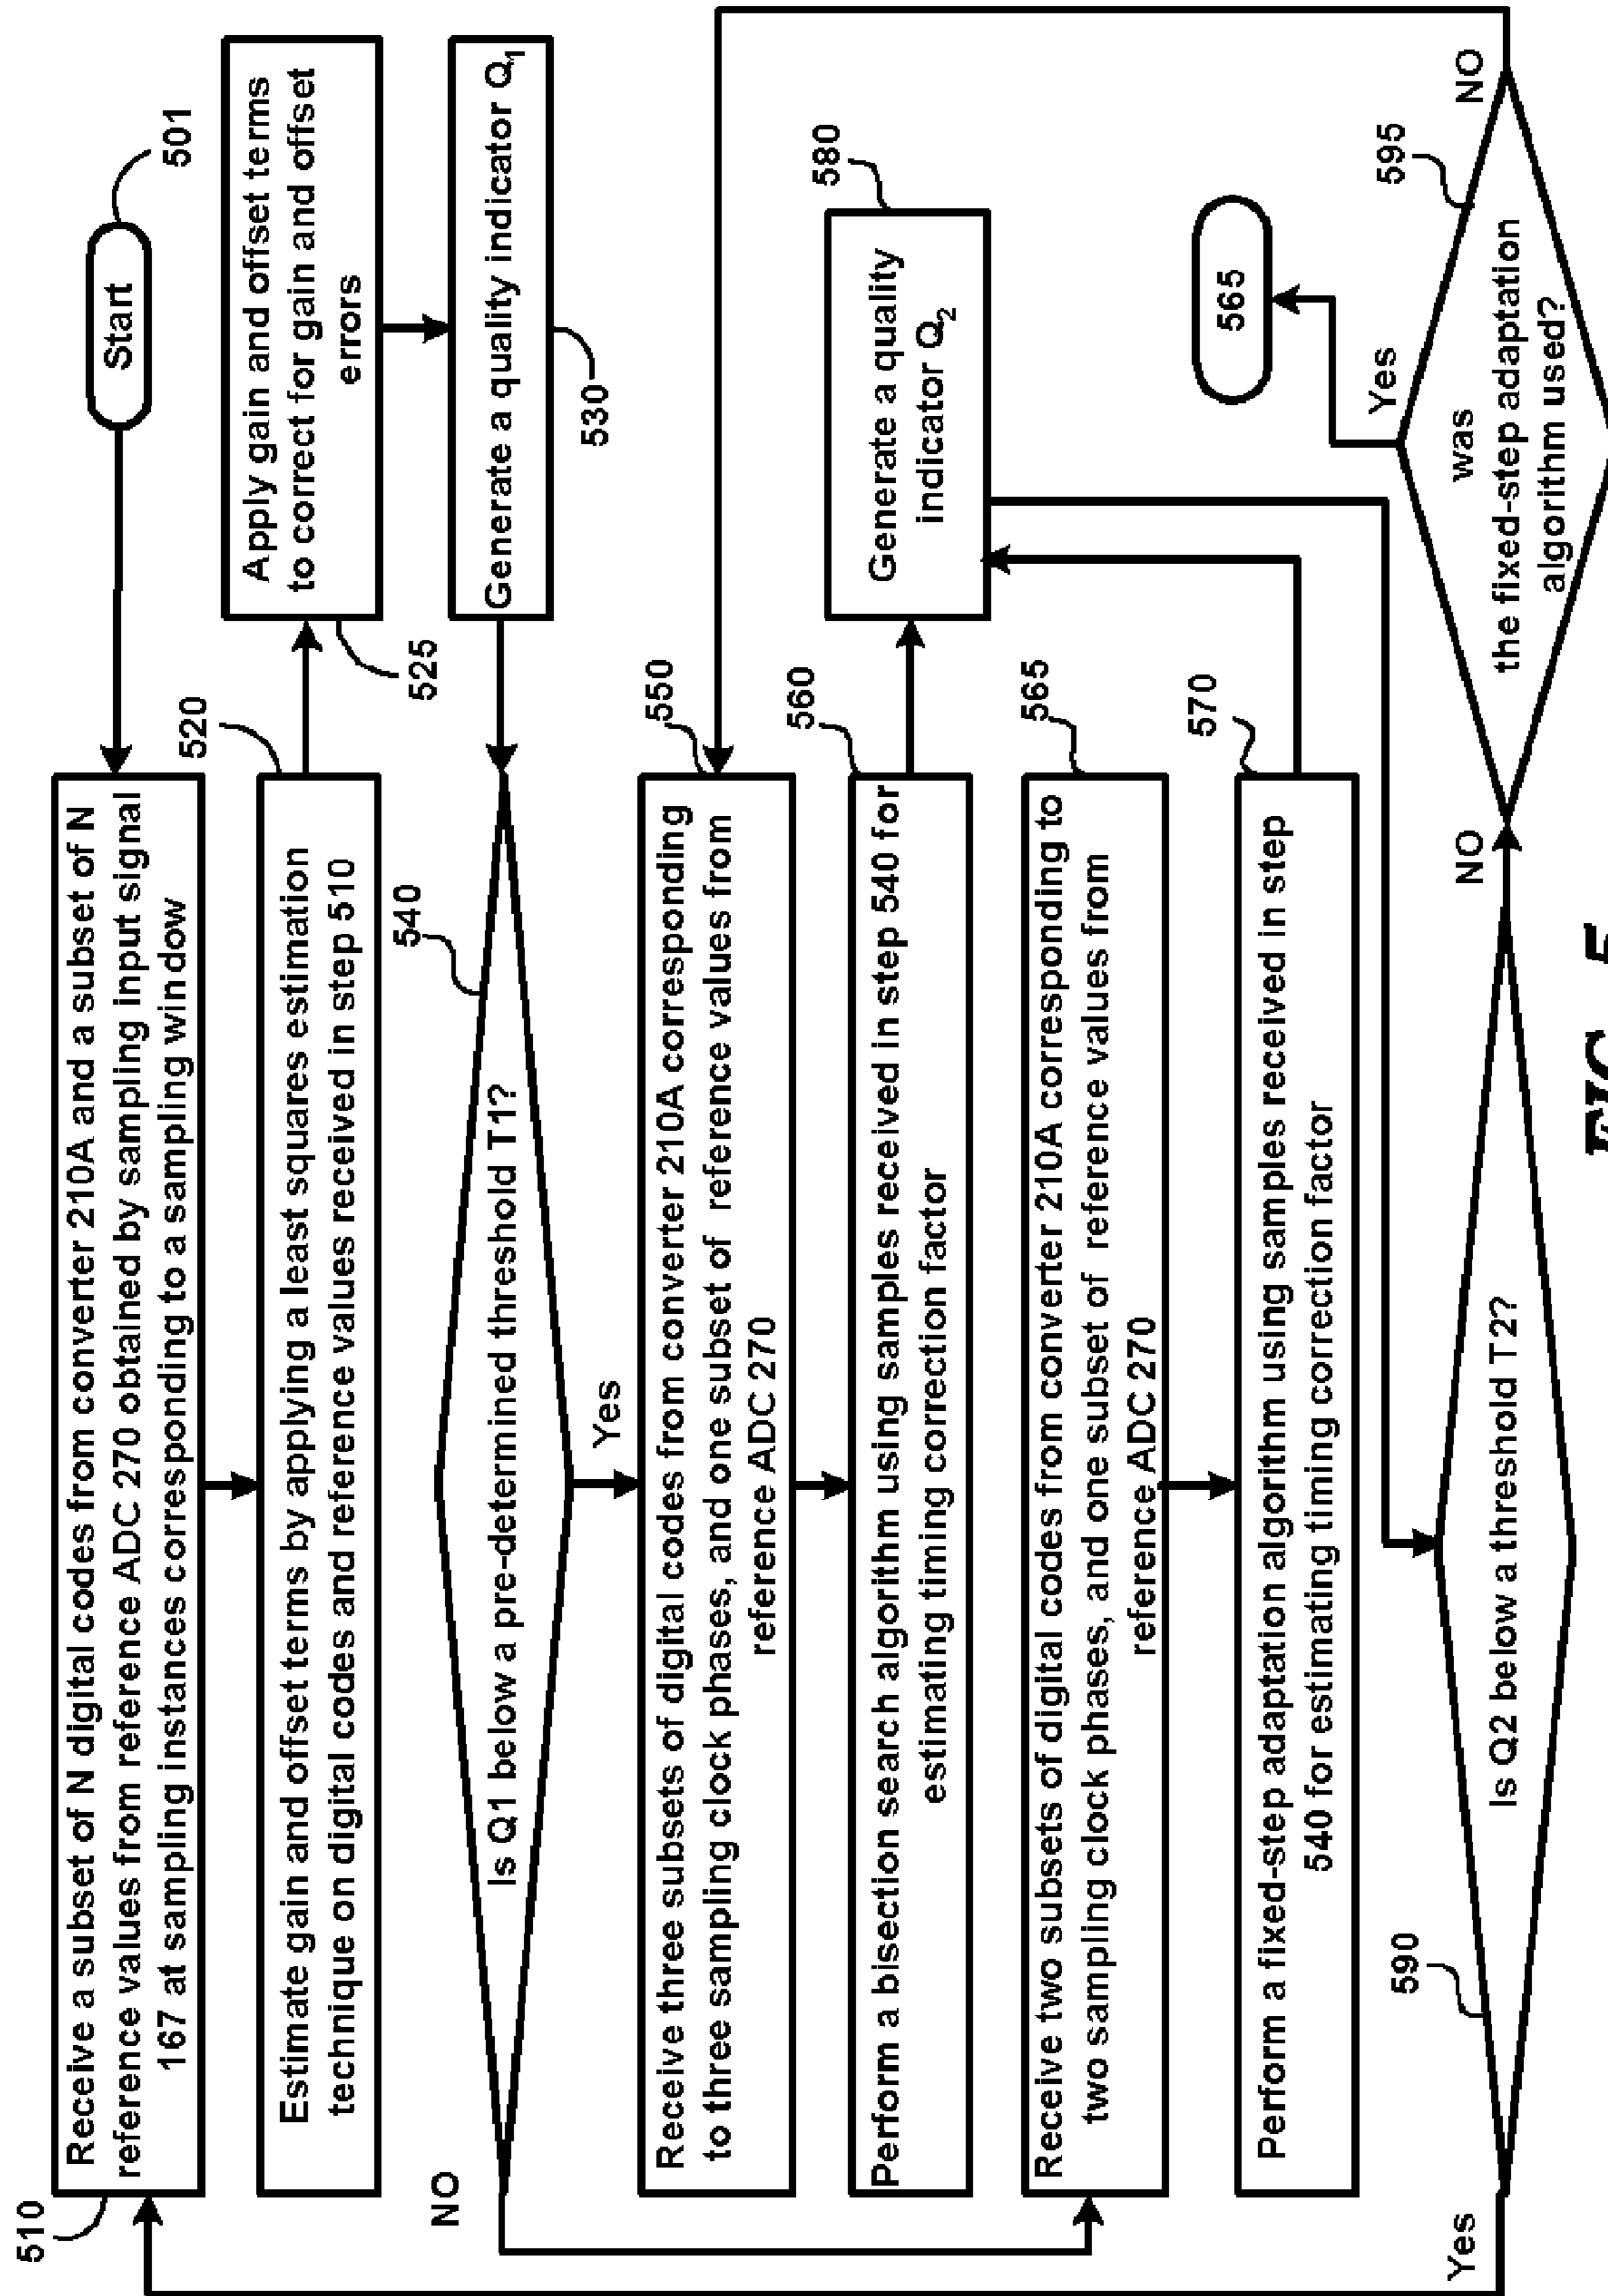 Start
501
Receive a subset of N digital codes from converter 210A and a subset of N
reference values from reference ADC 270 obtained by sampling input signal
167 at sampling instances corresponding to a sampling window
510
Estimate gain and offset terms by applying a least squares estimation
technique on digital codes and reference values received in step 510
520
Apply gain and offset terms
to correct for gain and offset
errors
525
Generate a quality indicator Q1
530
Is Q1 below a pre-determined threshold T1?
540
NO
Yes
Receive three subsets of digital codes from converter 210A corresponding
to three sampling clock phases, and one subset of reference values from
reference ADC 270
550
Perform a bisection search algorithm using samples received in step 540 for
estimating timing correction factor
560
Generate a quality
indicator Q2
580
Receive two subsets of digital codes from converter 210A corresponding to
two sampling clock phases, and one subset of reference values from
reference ADC 270
565
Perform a fixed-step adaptation algorithm using samples received in step
540 for estimating timing correction factor
570
565
Is Q2 below a threshold T2?
590
Yes
NO
was
the fixed-step adaptation
algorithm used?
595
Yes
NO